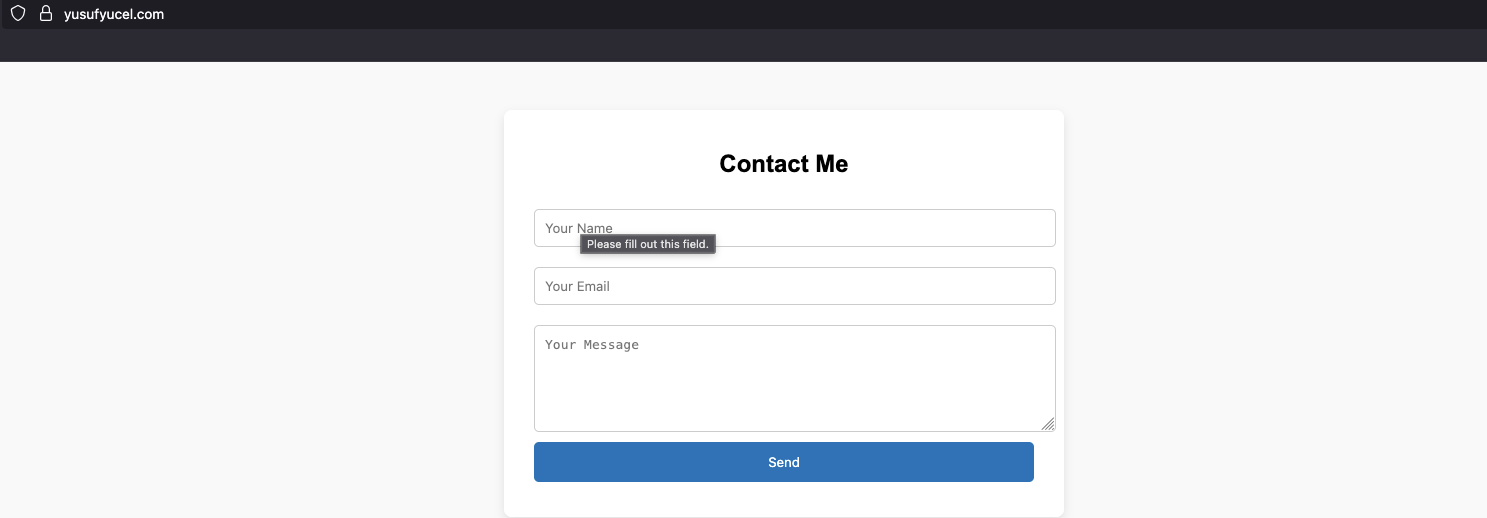 yusufyucel.com
Contact Me
Your Name
Please fill out this field.
Your Email
Your Message
Send